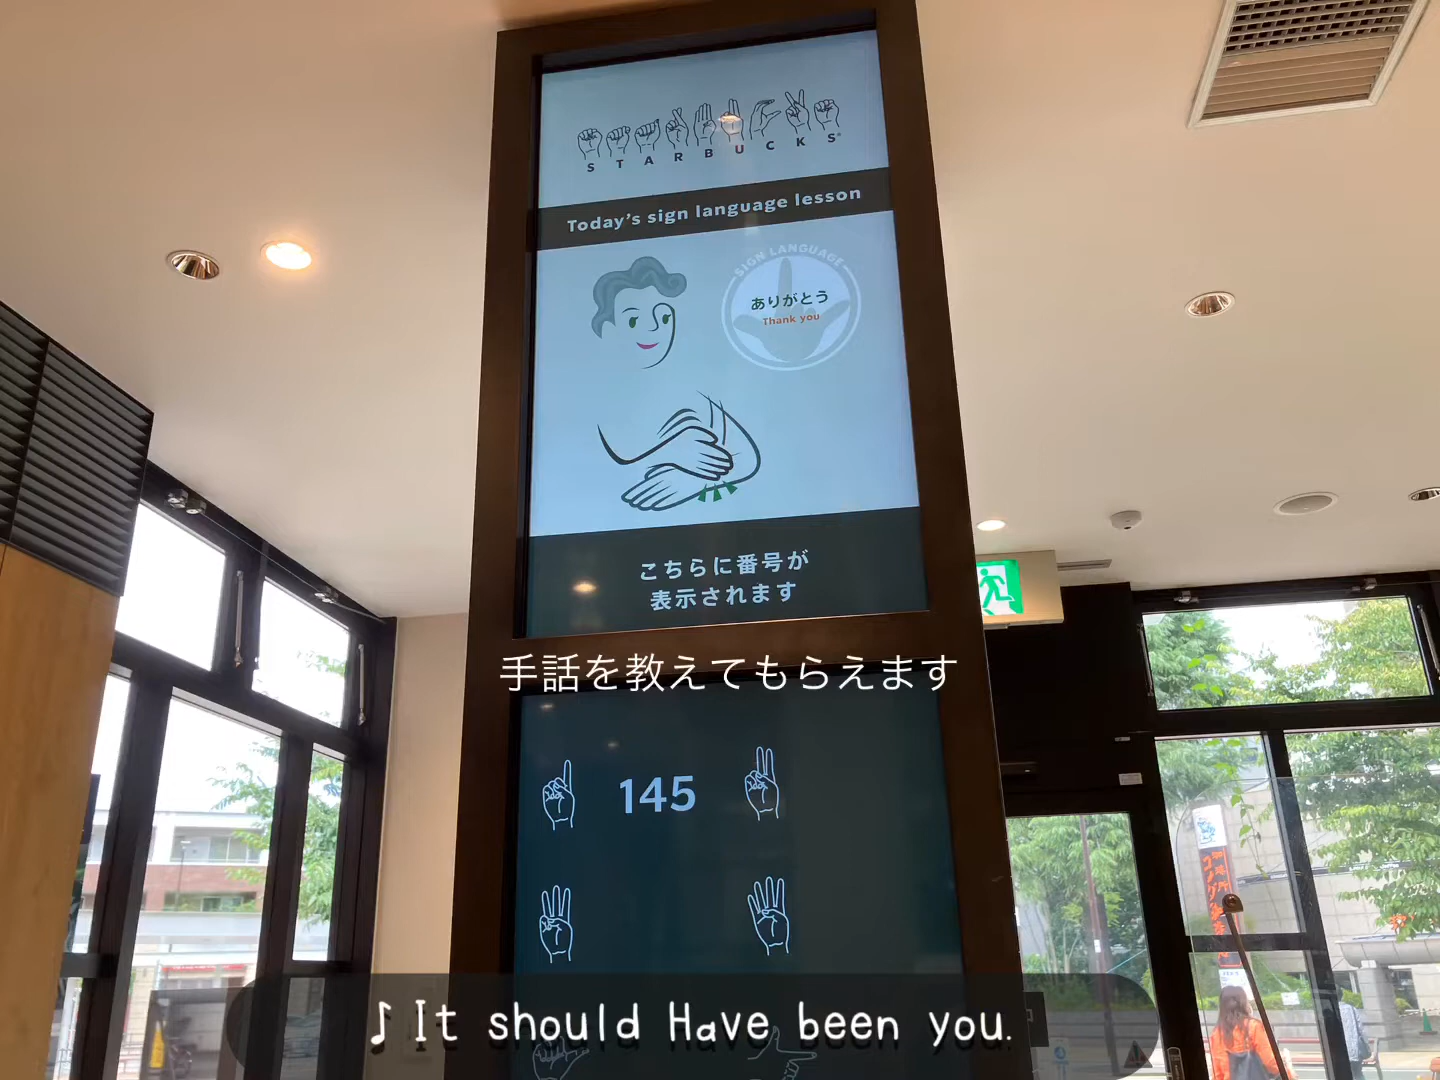 STARBUCKS®
Today's sign language lesson
SIGN LANGUAGE
ありがとう
Thank you
こちらに番号が
表示されます
手話を教えてもらえます
145
♪It should Have been you.